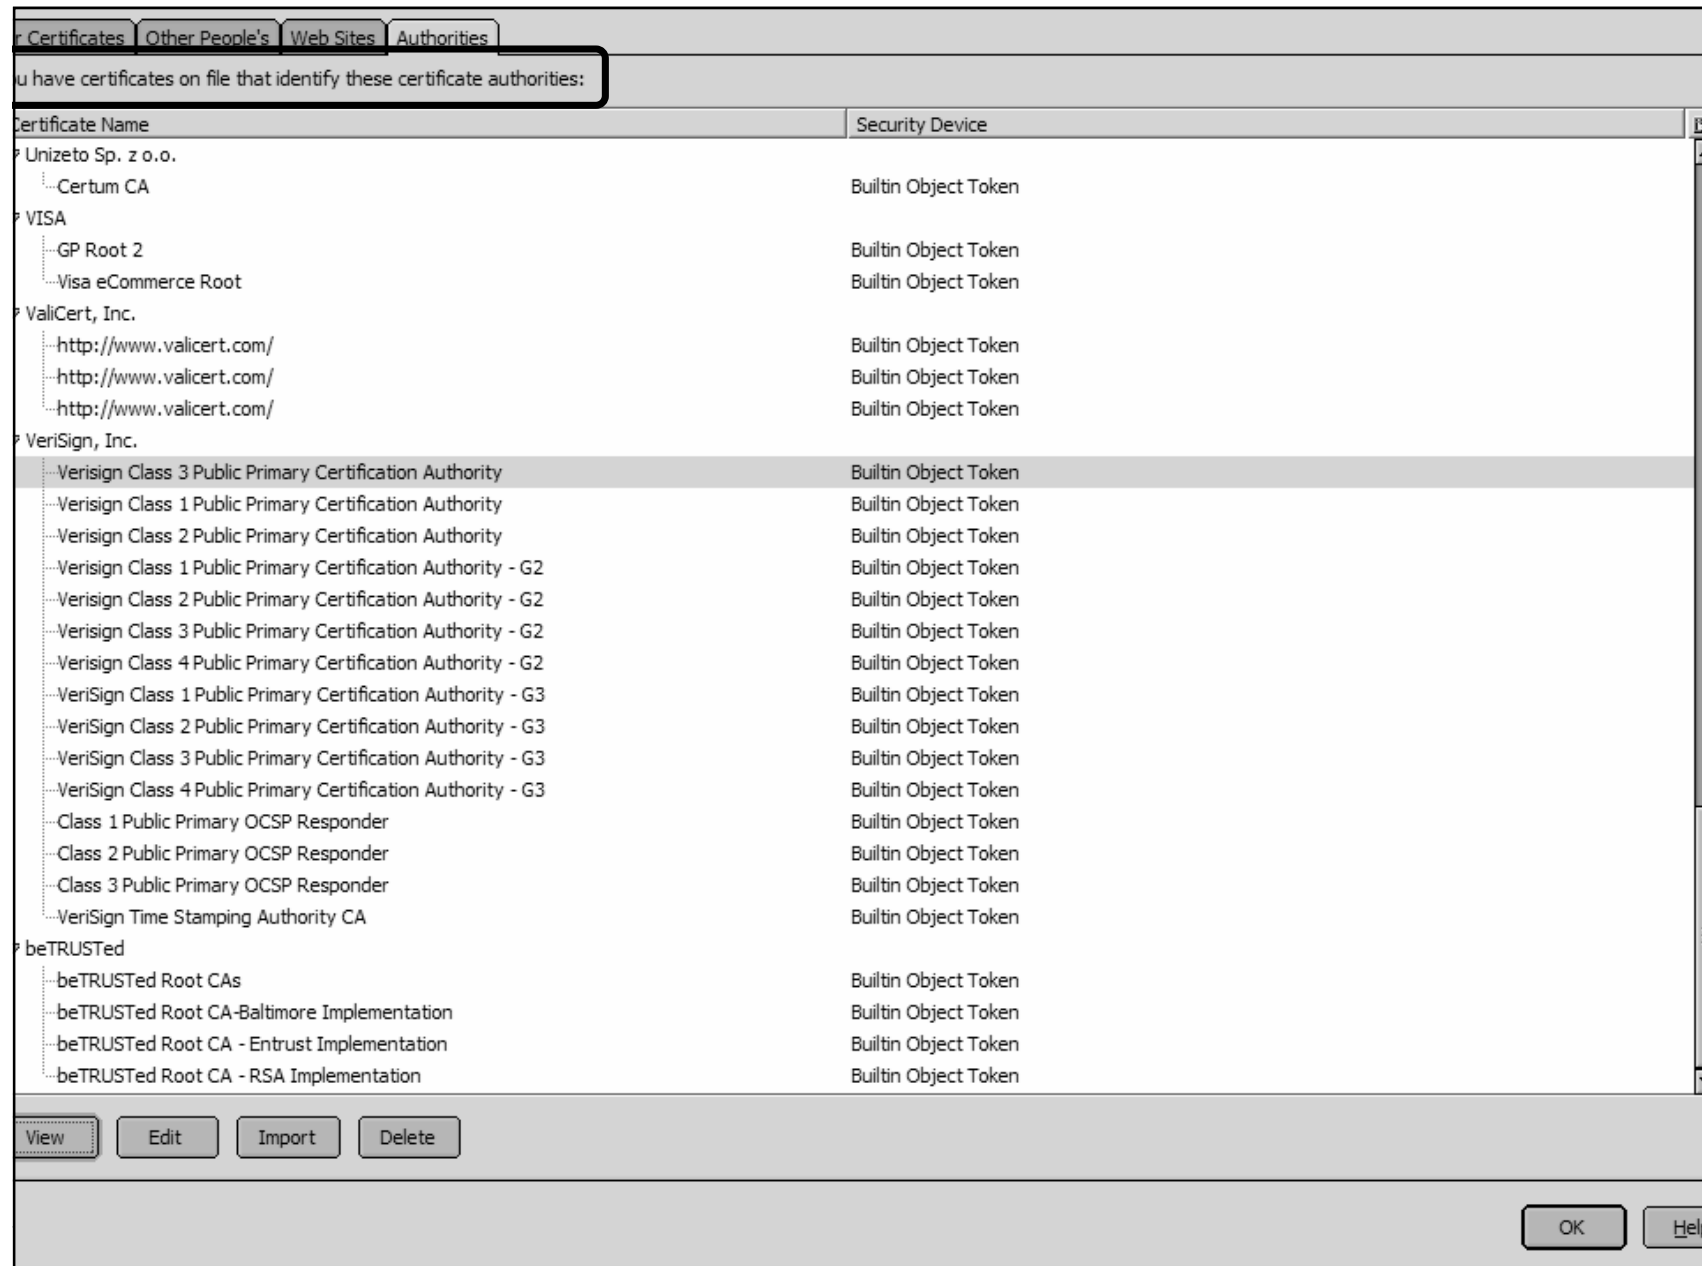 r Certificates Other People's Web Sites Authorities
u have certificates on file that identify these certificate authorities:
Certificate Name Security Device
Unizeto Sp. z o.o.
Certum CA Builtin Object Token
VISA
GP Root 2 Builtin Object Token
Visa eCommerce Root Builtin Object Token
ValiCert, Inc.
http://www.valicert.com/ Builtin Object Token
http://www.valicert.com/ Builtin Object Token
http://www.valicert.com/ Builtin Object Token
VeriSign, Inc.
Verisign Class 3 Public Primary Certification Authority Builtin Object Token
Verisign Class 1 Public Primary Certification Authority Builtin Object Token
Verisign Class 2 Public Primary Certification Authority Builtin Object Token
Verisign Class 1 Public Primary Certification Authority - G2 Builtin Object Token
Verisign Class 2 Public Primary Certification Authority - G2 Builtin Object Token
Verisign Class 3 Public Primary Certification Authority - G2 Builtin Object Token
Verisign Class 4 Public Primary Certification Authority - G2 Builtin Object Token
VeriSign Class 1 Public Primary Certification Authority - G3 Builtin Object Token
VeriSign Class 2 Public Primary Certification Authority - G3 Builtin Object Token
VeriSign Class 3 Public Primary Certification Authority - G3 Builtin Object Token
VeriSign Class 4 Public Primary Certification Authority - G3 Builtin Object Token
Class 1 Public Primary OCSP Responder Builtin Object Token
Class 2 Public Primary OCSP Responder Builtin Object Token
Class 3 Public Primary OCSP Responder Builtin Object Token
VeriSign Time Stamping Authority CA Builtin Object Token
beTRUSTed
beTRUSTed Root CAs Builtin Object Token
beTRUSTed Root CA-Baltimore Implementation Builtin Object Token
beTRUSTed Root CA - Entrust Implementation Builtin Object Token
beTRUSTed Root CA - RSA Implementation Builtin Object Token
View Edit Import Delete
OK Help